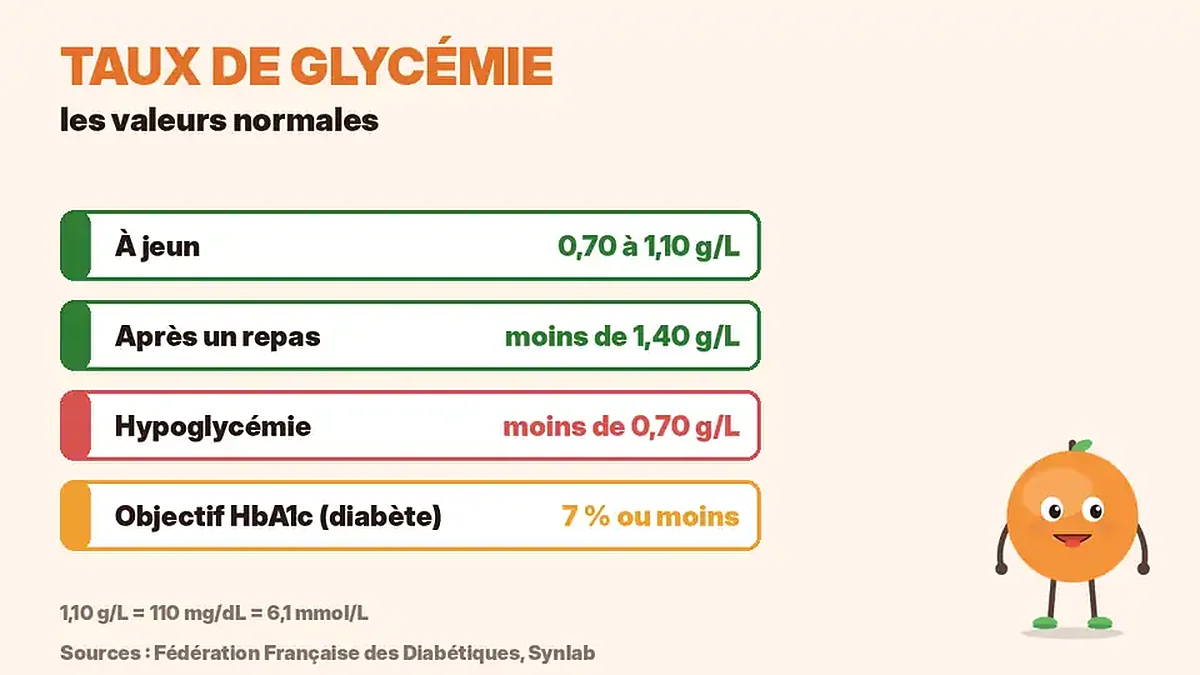 TAUX DE GLYCÉMIE
les valeurs normales
À jeun 0,70 à 1,10 g/L
Après un repas moins de 1,40 g/L
Hypoglycémie moins de 0,70 g/L
Objectif HbA1c (diabète) 7 % ou moins
1,10 g/L = 110 mg/dL = 6,1 mmol/L
Sources : Fédération Française des Diabétiques, Synlab